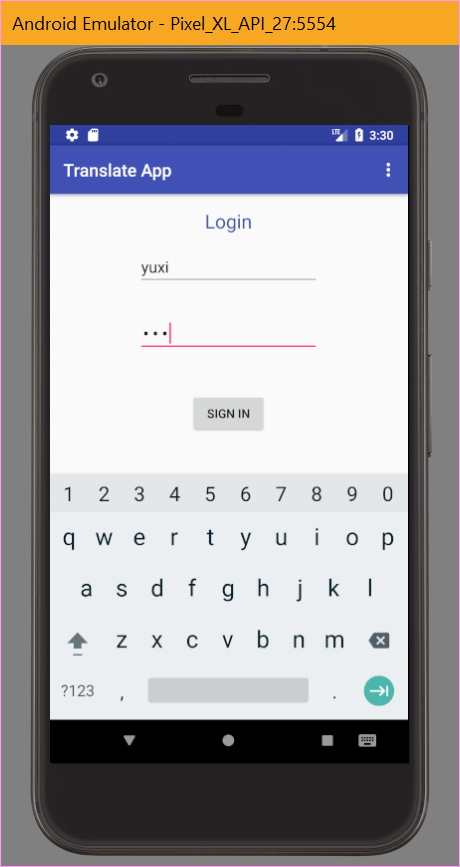 Android Emulator - Pixel_XL_API_27:5554
LTE 3:30
Translate App
Login
yuxi
•••
SIGN IN
1 2 3 4 5 6 7 8 9 0
q w e r t y u i o p
a s d f g h j k l
z x c v b n m
?123 , .